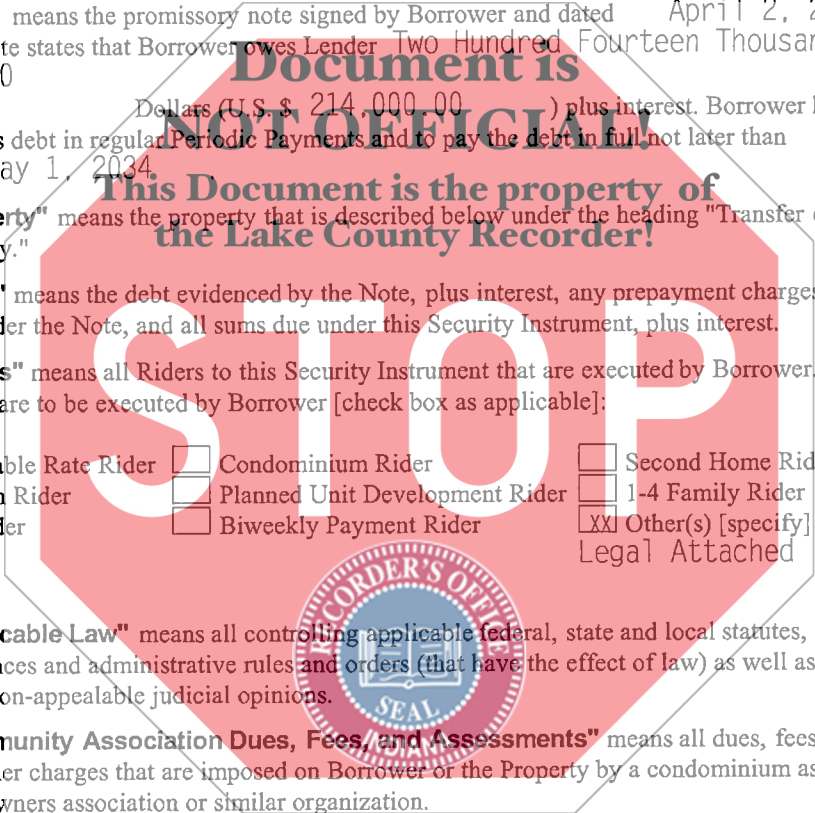 means the promissory note signed by Borrower and dated April 2, 2
te states that Borrower owes Lender Two Hundred Fourteen Thousan
0
Document is
Dollars (U.S. $ 214,000.00 ) plus interest. Borrower
NOT OFFICIAL!
s debt in regular Periodic Payments and to pay the debt in full not later than
ay 1, 2034 .
This Document is the property of
erty" means the property that is described below under the heading "Transfer
the Lake County Recorder!
y."
" means the debt evidenced by the Note, plus interest, any prepayment charges
der the Note, and all sums due under this Security Instrument, plus interest.
s" means all Riders to this Security Instrument that are executed by Borrower.
are to be executed by Borrower [check box as applicable]:
STOP
able Rate Rider Condominium Rider Second Home Rid
Rider Planned Unit Development Rider 1-4 Family Rider
der Biweekly Payment Rider XX Other(s) [specify]
Legal Attached
RECORDER'S OFFICE
SEAL
cable Law" means all controlling applicable federal, state and local statutes,
nces and administrative rules and orders (that have the effect of law) as well as
on-appealable judicial opinions.
munity Association Dues, Fees, and Assessments" means all dues, fees
er charges that are imposed on Borrower or the Property by a condominium as
wners association or similar organization.